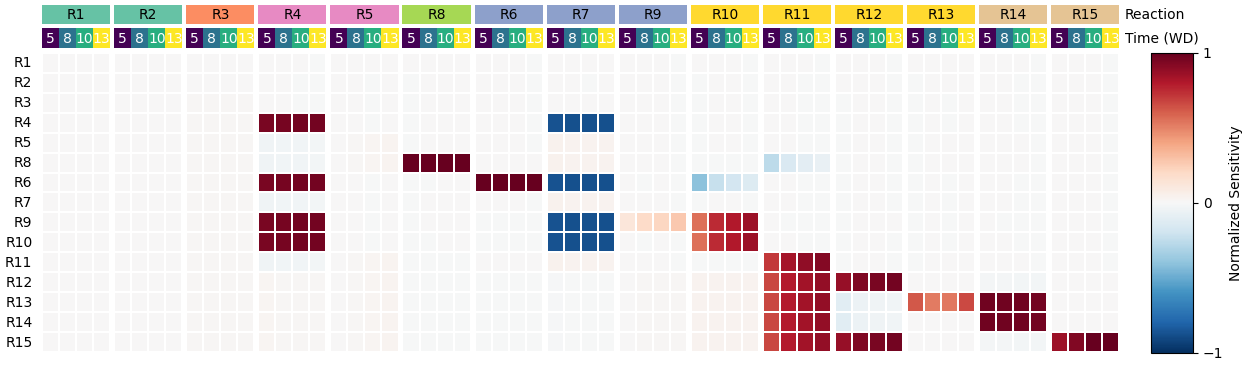 R1 R2 R3 R4 R5 R8 R6 R7 R9 R10 R11 R12 R13 R14 R15 Reaction
5 8 10 13 5 8 10 13 5 8 10 13 5 8 10 13 5 8 10 13 5 8 10 13 5 8 10 13 5 8 10 13 5 8 10 13 5 8 10 13 5 8 10 13 5 8 10 13 5 8 10 13 5 8 10 13 5 8 10 13 Time (WD)
R1
R2
R3
R4
R5
R8
R6
R7
R9
R10
R11
R12
R13
R14
R15
1
0
−1
Normalized Sensitivity